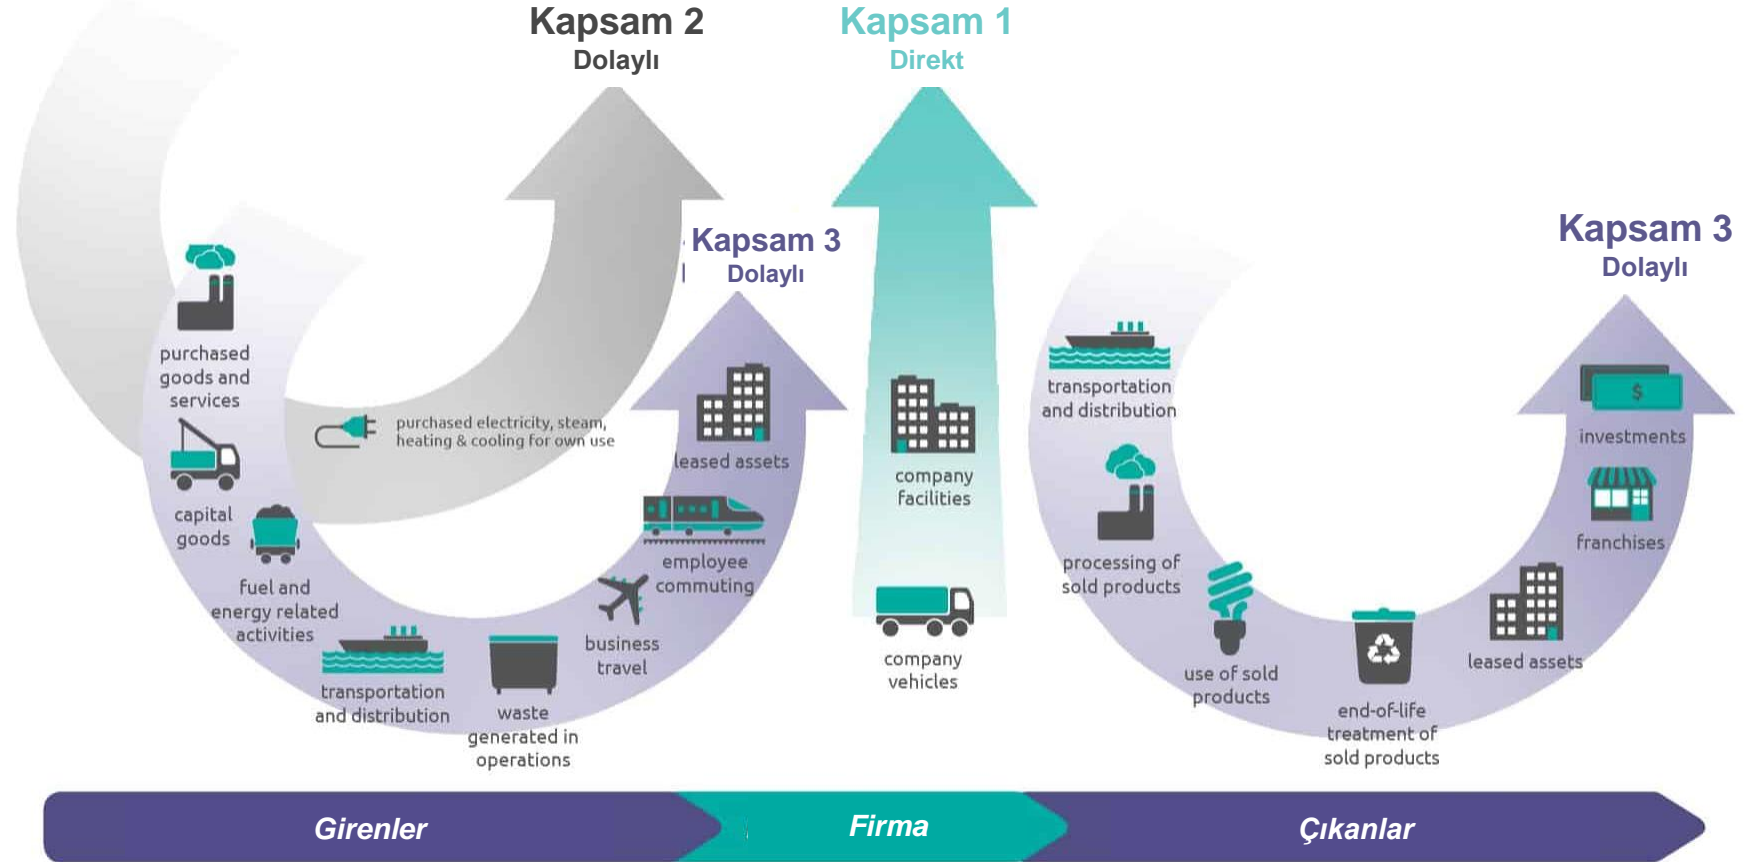 Kapsam 2
Dolaylı
Kapsam 1
Direkt
Kapsam 3
Dolaylı
Kapsam 3
Dolaylı
purchased
goods and
services
capital
goods
fuel and
energy related
activities
transportation
and distribution
waste
generated in
operations
business
travel
employee
commuting
leased assets
purchased electricity, steam,
heating & cooling for own use
company
facilities
company
vehicles
transportation
and distribution
processing of
sold products
use of sold
products
end-of-life
treatment of
sold products
leased assets
franchises
investments
$
Girenler
Firma
Çıkanlar